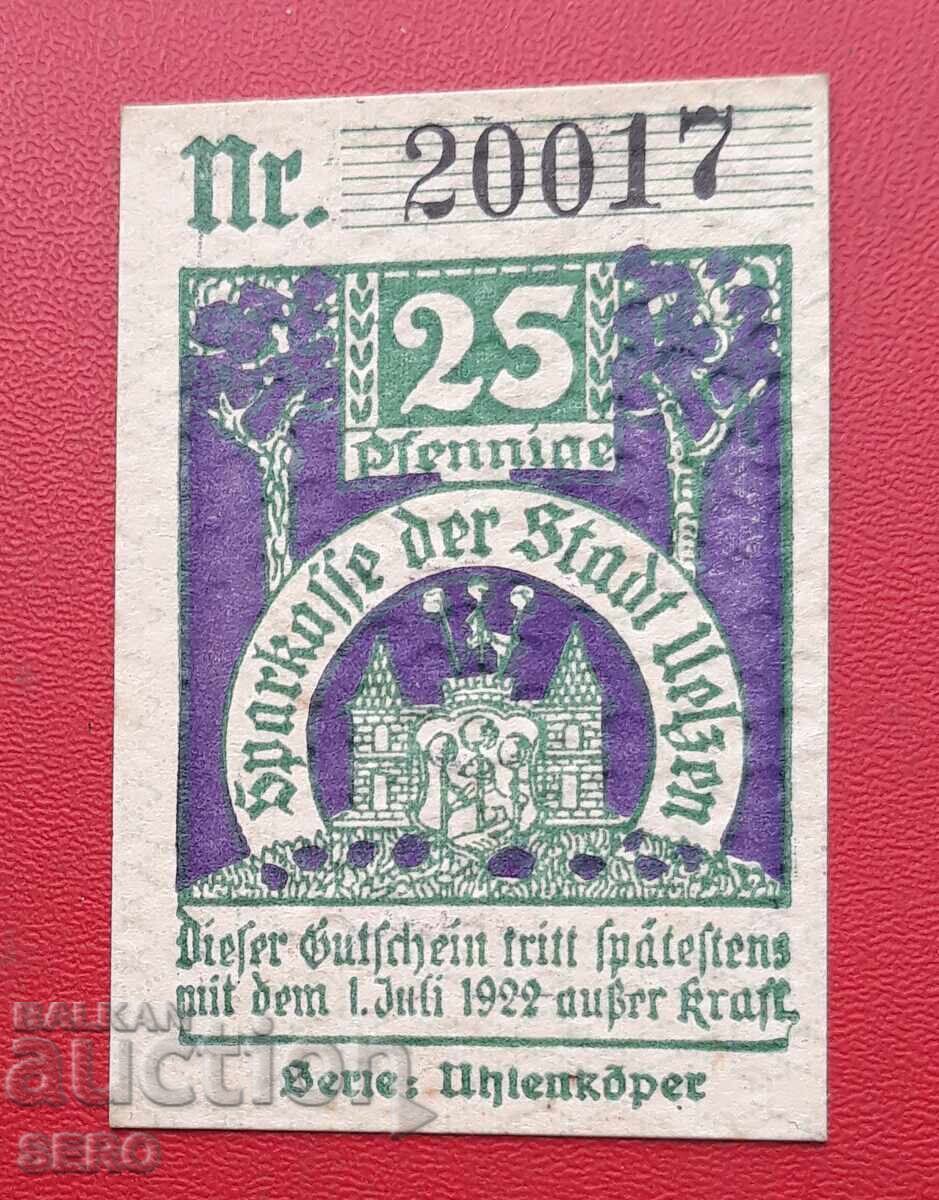 Nr. 20017
25
Pfennige
Sparkasse der Stadt Uelzen
Dieser Gutschein tritt spätestens
mit dem 1. Juli 1922 außer Kraft.
Serie: Uhlenköper
BALKAN
auction
SERO